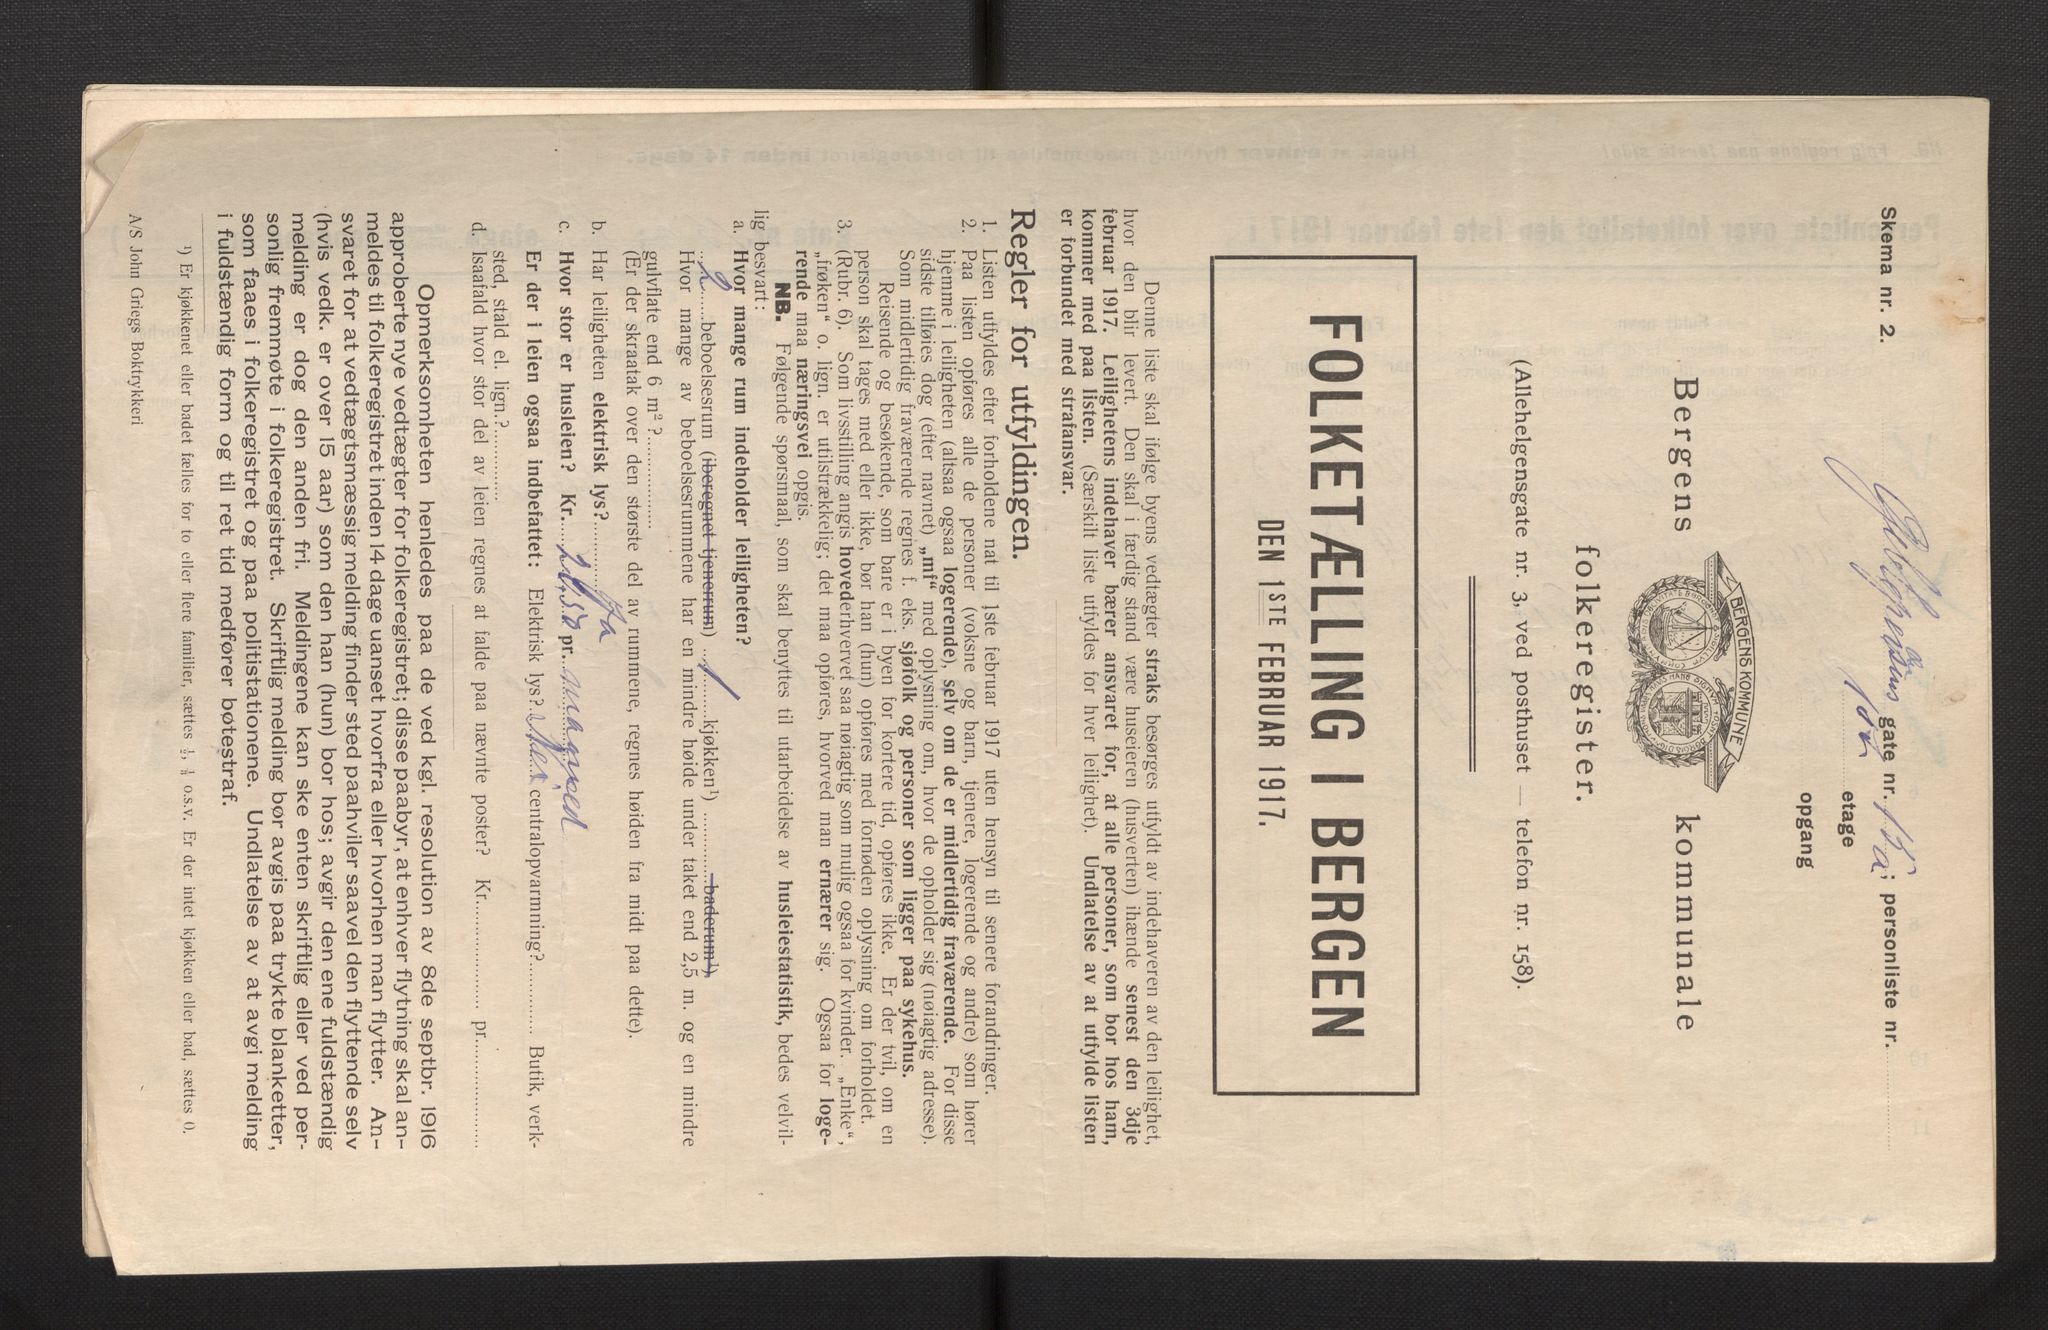 Skema nr. 2.
gate nr. 15a; personliste nr.
etage
opgang
Bergens kommunale
BERGENS KOMMUNE
folkeregister.
(Allehelgensgate nr. 3, ved posthuset — telefon nr. 158).
FOLKETÆLLING I BERGEN
DEN 1STE FEBRUAR 1917.
Denne liste skal ifølge byens vedtægter straks besørges utfyldt av indehaveren av den leilighet,
hvor den blir levert. Den skal i færdig stand være huseieren (husverten) ihænde senest den 3dje
februar 1917. Leilighetens indehaver bærer ansvaret for, at alle personer, som bor hos ham,
kommer med paa listen. (Særskilt liste utfyldes for hver leilighet). Undlatelse av at utfylde listen
er forbundet med strafansvar.
Regler for utfyldingen.
1. Listen utfyldes efter forholdene nat til 1ste februar 1917 uten hensyn til senere forandringer.
2. Paa listen opføres alle de personer (voksne og barn, tjenere, logerende og andre) som hører
hjemme i leiligheten (altsaa ogsaa logerende), selv om de er midlertidig fraværende. For disse
sidste tilføies dog (efter navnet) „mf“ med oplysning om, hvor de opholder sig (nøiagtig adresse).
Som midlertidig fraværende regnes f. eks. sjøfolk og personer som ligger paa sykehus.
Reisende og besøkende, som bare er i byen for kortere tid, opføres ikke. Er der tvil, om en
person skal tages med eller ikke, bør han (hun) opføres med fornøden oplysning om forholdet.
3. (Rubr. 6). Som livsstilling angis hovederhvervet saa nøiagtig som mulig ogsaa for kvinder. „Enke“,
„frøken“ o. lign. er utilstrækkelig; det maa opføres, hvorved man ernærer sig. Ogsaa for loge-
rende maa næringsvei opgis.
NB. Følgende spørsmaal, som skal benyttes til utarbeidelse av husleiestatistik, bedes velvil-
lig besvart:
a. Hvor mange rum indeholder leiligheten?
2 beboelsesrum (iberegnet tjenerrum) 1 kjøkken¹) baderum¹),
Hvor mange av beboelsesrummene har en mindre høide under taket end 2,5 m. og en mindre
gulvflate end 6 m²?
(Er der skraatak over den største del av rummene, regnes høiden fra midt paa dette).
b. Har leiligheten elektrisk lys? Ja
c. Hvor stor er husleien? Kr. 26,50 pr. maaned
Er der i leien ogsaa indbefattet: Elektrisk lys? centralopvarmning? Butik, verk-
sted, stald el. lign.?
d. Isaafald hvor stor del av leien regnes at falde paa nævnte poster? Kr. pr.
Opmerksomheten henledes paa de ved kgl. resolution av 8de septbr. 1916
approberte nye vedtægter for folkeregistret; disse paabyr, at enhver flytning skal an-
meldes til folkeregistret inden 14 dage uanset hvorfra eller hvorhen man flytter. An-
svaret for at vedtægtsmæssig melding finder sted paahviler saavel den flyttende selv
(hvis vedk. er over 15 aar) som den han (hun) bor hos; avgir den ene fuldstændig
melding er dog den anden fri. Meldingene kan ske enten skriftlig eller ved per-
sonlig fremmøte i folkeregistret. Skriftlig melding bør avgis paa trykte blanketter,
som faaes i folkeregistret og paa politistationene. Undlatelse av at avgi melding
i fuldstændig form og til ret tid medfører bøtestraf.
¹) Er kjøkkenet eller badet fælles for to eller flere familier, sættes ½, ⅓ o.s.v. Er der intet kjøkken eller bad, sættes 0.
A/S John Griegs Boktrykkeri